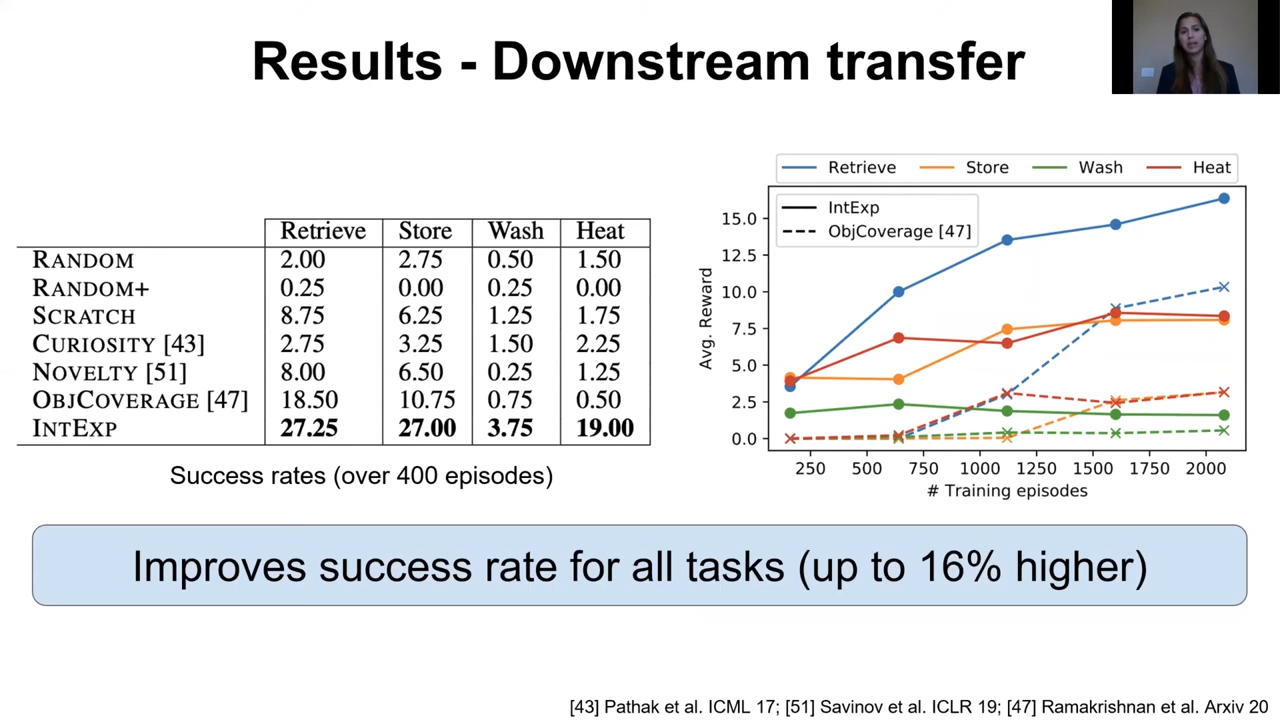 Results - Downstream transfer
Retrieve Store Wash Heat
RANDOM 2.00 2.75 0.50 1.50
RANDOM+ 0.25 0.00 0.25 0.00
SCRATCH 8.75 6.25 1.25 1.75
CURIOSITY [43] 2.75 3.25 1.50 2.25
NOVELTY [51] 8.00 6.50 0.25 1.25
OBJCOVERAGE [47] 18.50 10.75 0.75 0.50
INTEXP 27.25 27.00 3.75 19.00
Success rates (over 400 episodes)
Retrieve Store Wash Heat
IntExp
ObjCoverage [47]
Avg. Reward
15.0
12.5
10.0
7.5
5.0
2.5
0.0
250 500 750 1000 1250 1500 1750 2000
# Training episodes
Improves success rate for all tasks (up to 16% higher)
[43] Pathak et al. ICML 17; [51] Savinov et al. ICLR 19; [47] Ramakrishnan et al. Arxiv 20